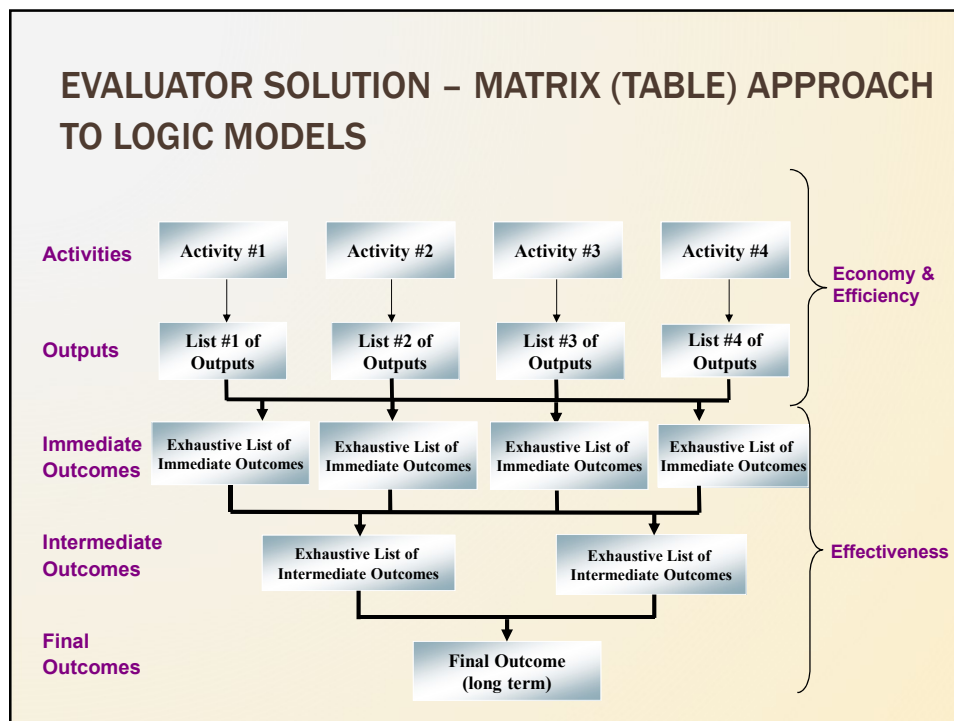 EVALUATOR SOLUTION – MATRIX (TABLE) APPROACH
TO LOGIC MODELS
Activities
Activity #1
Activity #2
Activity #3
Activity #4
Economy &
Efficiency
Outputs
List #1 of
Outputs
List #2 of
Outputs
List #3 of
Outputs
List #4 of
Outputs
Immediate
Outcomes
Exhaustive List of
Immediate Outcomes
Exhaustive List of
Immediate Outcomes
Exhaustive List of
Immediate Outcomes
Exhaustive List of
Immediate Outcomes
Intermediate
Outcomes
Exhaustive List of
Intermediate Outcomes
Exhaustive List of
Intermediate Outcomes
Effectiveness
Final
Outcomes
Final Outcome
(long term)